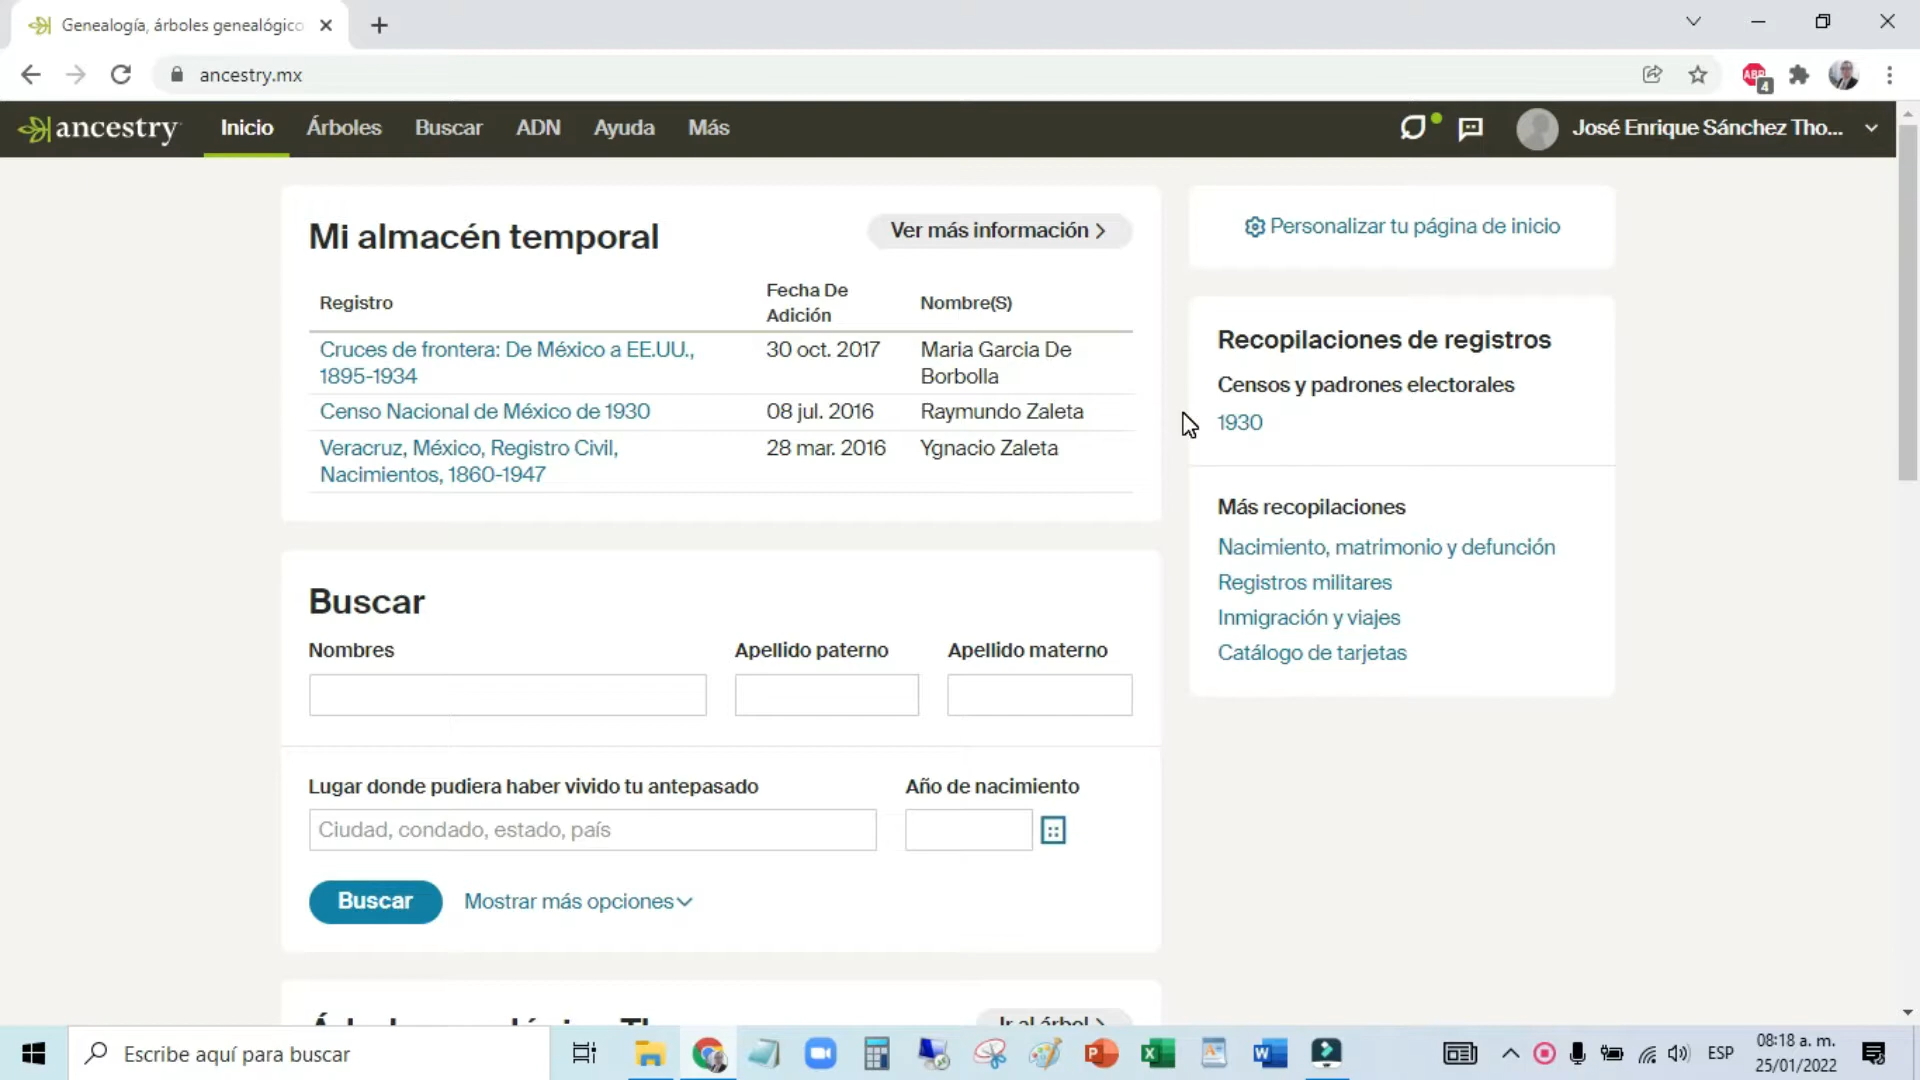 Genealogía, árboles genealógico
ancestry.mx
ABP
4
ancestry
Inicio
Árboles
Buscar
ADN
Ayuda
Más
José Enrique Sánchez Tho...
Mi almacén temporal
Ver más información
Registro
Fecha De
Adición
Nombre(S)
Cruces de frontera: De México a EE.UU.,
1895-1934
30 oct. 2017
Maria Garcia De
Borbolla
Censo Nacional de México de 1930
08 jul. 2016
Raymundo Zaleta
Veracruz, México, Registro Civil,
Nacimientos, 1860-1947
28 mar. 2016
Ygnacio Zaleta
Personalizar tu página de inicio
Recopilaciones de registros
Censos y padrones electorales
1930
Más recopilaciones
Nacimiento, matrimonio y defunción
Registros militares
Inmigración y viajes
Catálogo de tarjetas
Buscar
Nombres
Apellido paterno
Apellido materno
Lugar donde pudiera haber vivido tu antepasado
Año de nacimiento
Ciudad, condado, estado, país
Buscar
Mostrar más opciones
Ir al árbol
Escribe aquí para buscar
ESP
08:18 a. m.
25/01/2022